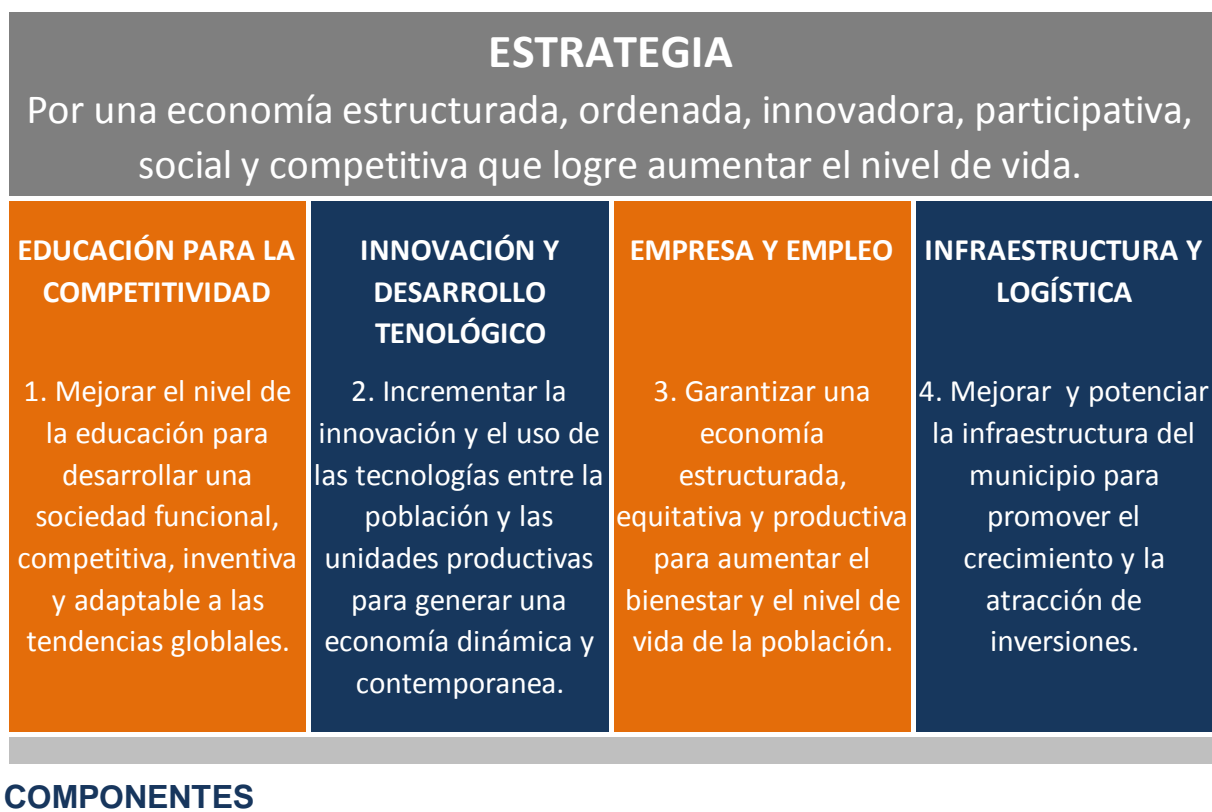 ESTRATEGIA
Por una economía estructurada, ordenada, innovadora, participativa,
social y competitiva que logre aumentar el nivel de vida.
EDUCACIÓN PARA LA
COMPETITIVIDAD
1. Mejorar el nivel de
la educación para
desarrollar una
sociedad funcional,
competitiva, inventiva
y adaptable a las
tendencias globlales.
INNOVACIÓN Y
DESARROLLO
TENOLÓGICO
2. Incrementar la
innovación y el uso de
las tecnologías entre la
población y las
unidades productivas
para generar una
economía dinámica y
contemporanea.
EMPRESA Y EMPLEO
3. Garantizar una
economía
estructurada,
equitativa y productiva
para aumentar el
bienestar y el nivel de
vida de la población.
INFRAESTRUCTURA Y
LOGÍSTICA
4. Mejorar  y potenciar
la infraestructura del
municipio para
promover el
crecimiento y la
atracción de
inversiones.
COMPONENTES